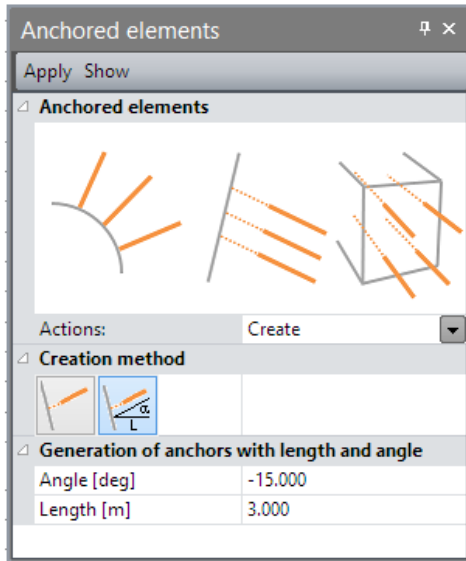 Anchored elements
Apply Show
Anchored elements
Actions: Create
Creation method
α
L
Generation of anchors with length and angle
Angle [deg] -15.000
Length [m] 3.000